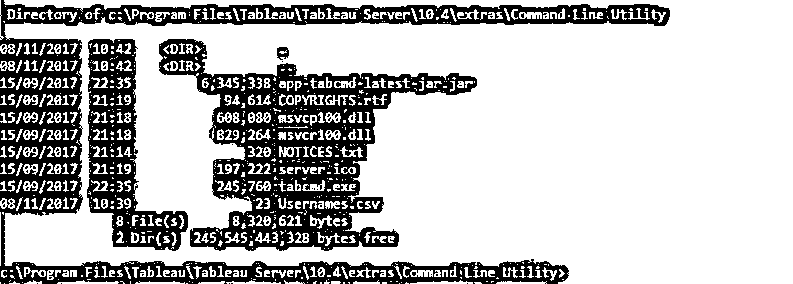 Directory of c:\Program Files\Tableau\Tableau Server\10.4\extras\Command Line Utility
08/11/2017 10:42 <DIR> .
08/11/2017 10:42 <DIR> ..
15/09/2017 22:35 6,345,338 app-tabcmd-latest-jar.jar
15/09/2017 21:19 94,614 COPYRIGHTS.rtf
15/09/2017 21:18 608,080 msvcp100.dll
15/09/2017 21:18 829,264 msvcr100.dll
15/09/2017 21:14 320 NOTICES.txt
15/09/2017 21:19 197,222 server.ico
15/09/2017 22:35 245,760 tabcmd.exe
08/11/2017 10:39 23 Usernames.csv
8 File(s) 8,320,621 bytes
2 Dir(s) 245,545,443,328 bytes free
c:\Program Files\Tableau\Tableau Server\10.4\extras\Command Line Utility>